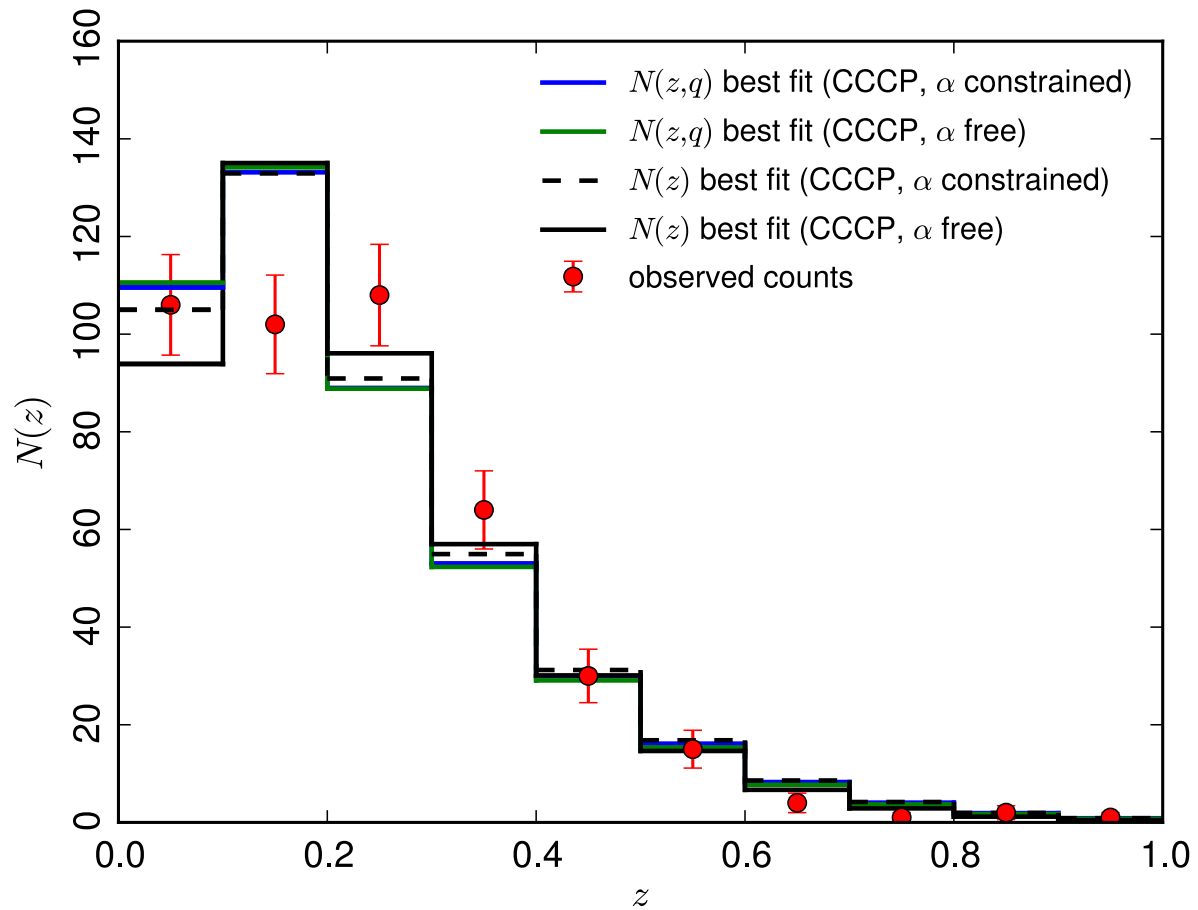 160
140
120
100
80
60
40
20
0
N(z)
N(z,q) best fit (CCCP, α constrained)
N(z,q) best fit (CCCP, α free)
N(z) best fit (CCCP, α constrained)
N(z) best fit (CCCP, α free)
observed counts
0.0 0.2 0.4 0.6 0.8 1.0
z